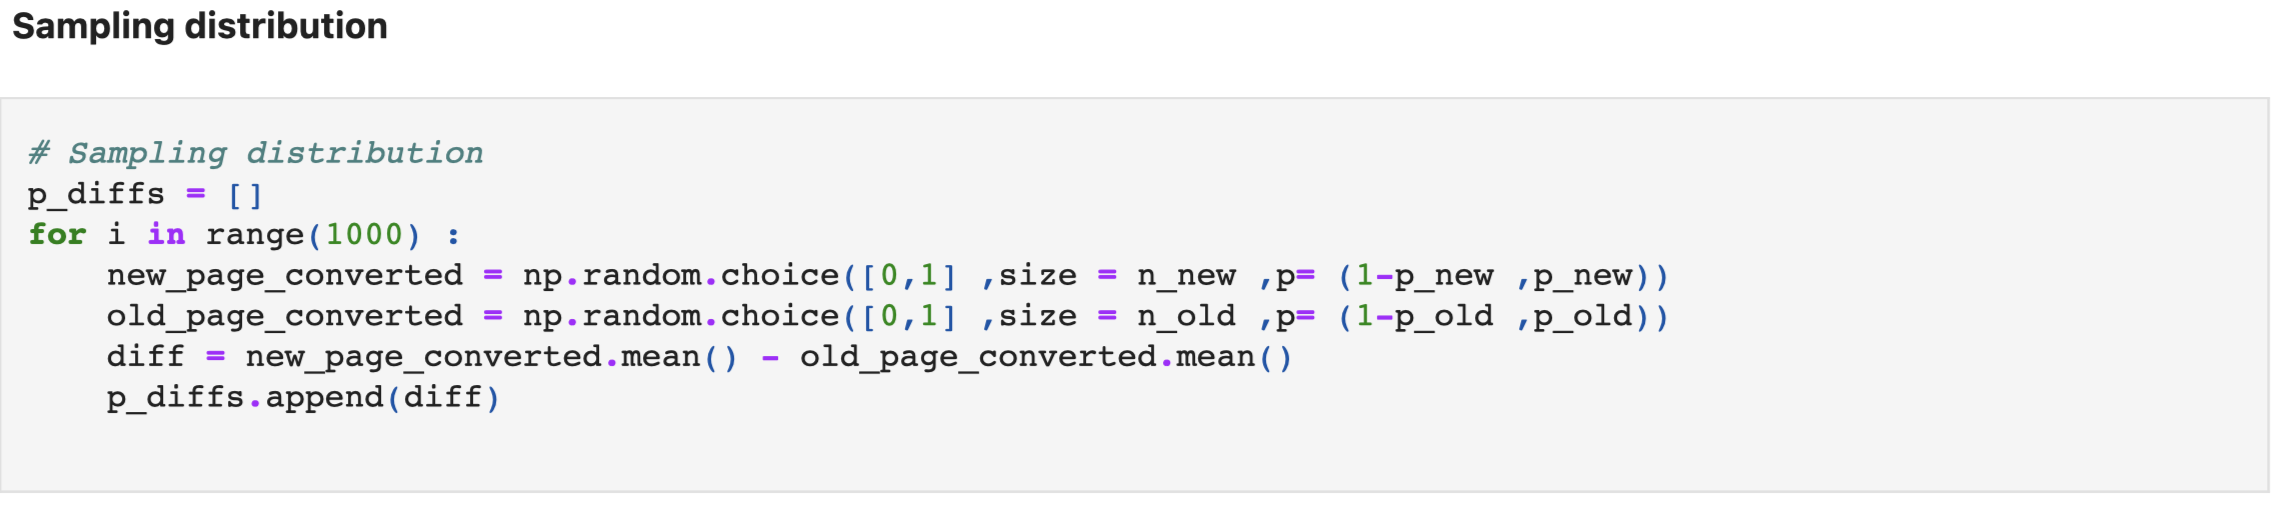 Sampling distribution
# Sampling distribution
p_diffs = []
for i in range(1000) :
    new_page_converted = np.random.choice([0,1] ,size = n_new ,p= (1-p_new ,p_new))
    old_page_converted = np.random.choice([0,1] ,size = n_old ,p= (1-p_old ,p_old))
    diff = new_page_converted.mean() - old_page_converted.mean()
    p_diffs.append(diff)